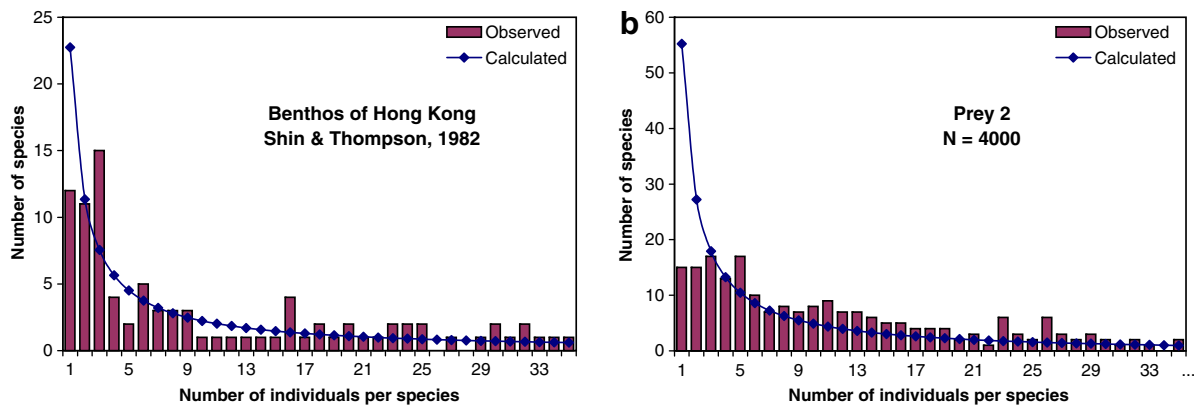 25
20
15
10
5
0
Number of species
Observed
Calculated
Benthos of Hong Kong
Shin & Thompson, 1982
1 5 9 13 17 21 25 29 33
Number of individuals per species
b
60
50
40
30
20
10
0
Number of species
Observed
Calculated
Prey 2
N = 4000
1 5 9 13 17 21 25 29 33 ...
Number of individuals per species